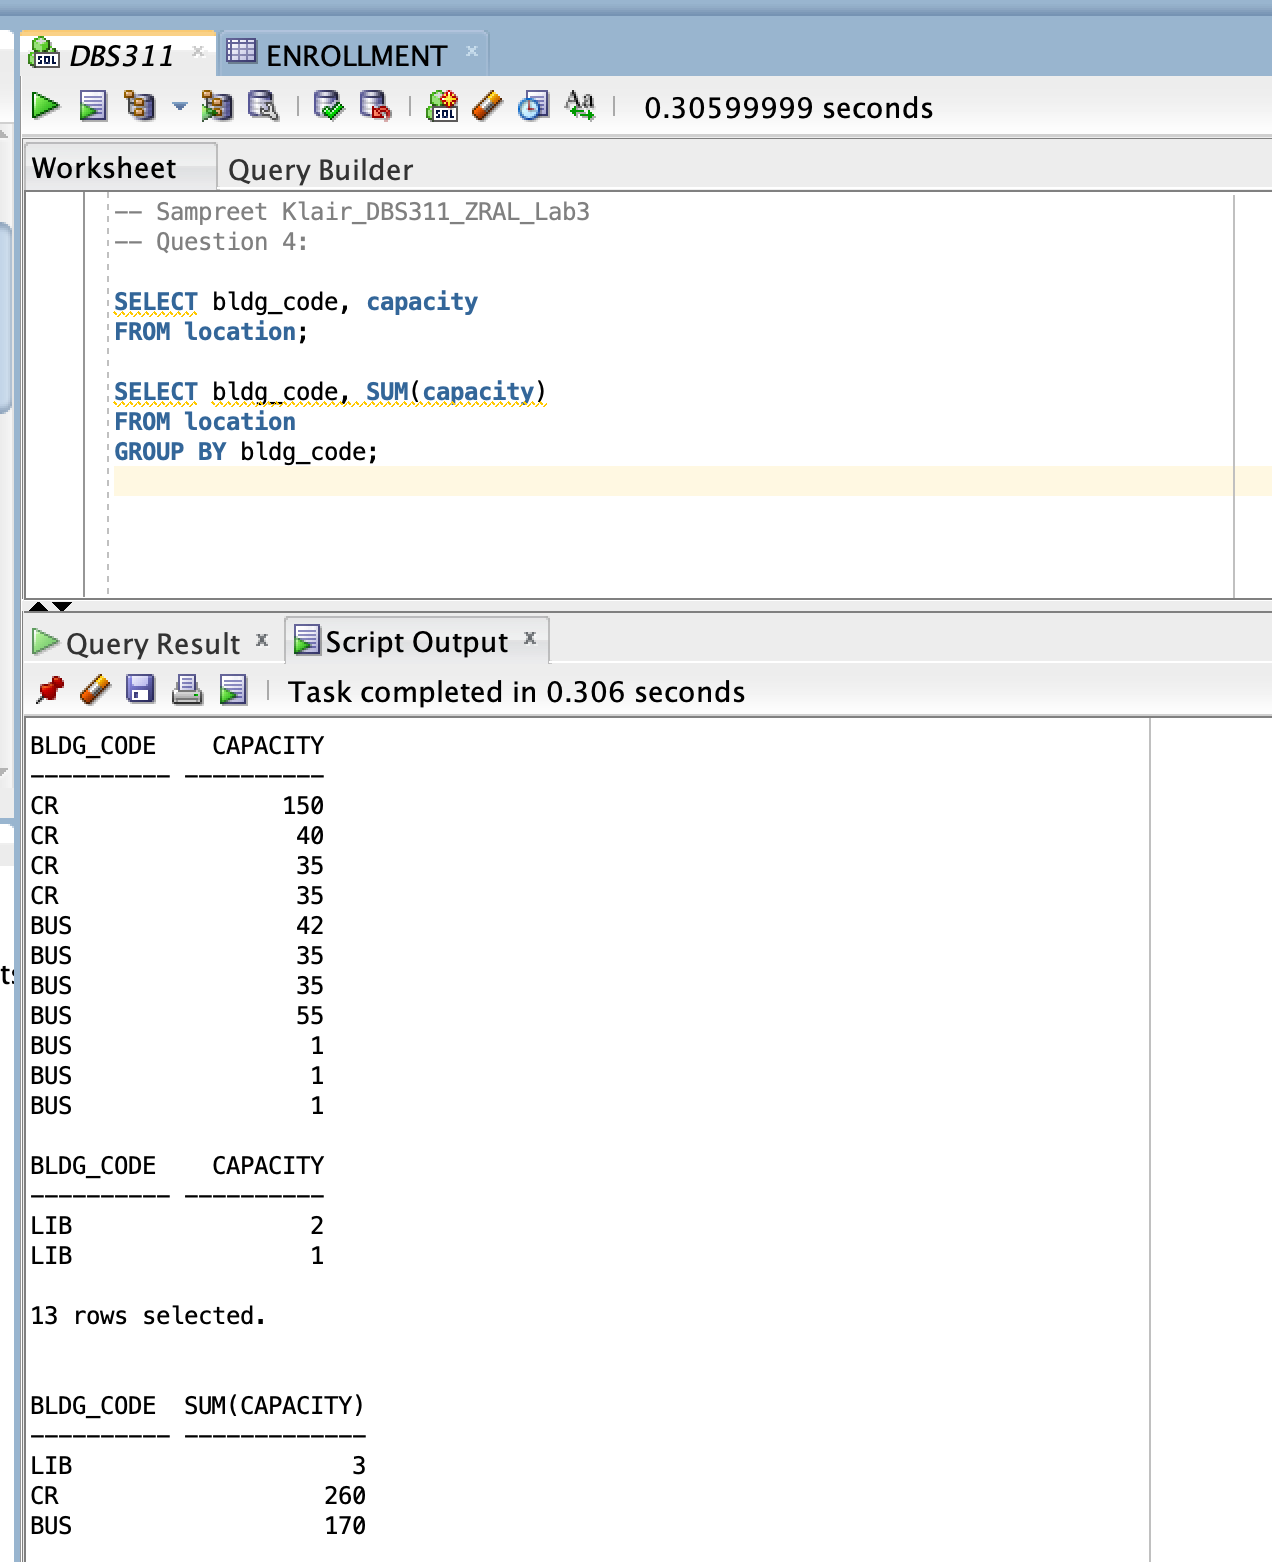 DBS311 ENROLLMENT
0.30599999 seconds
Worksheet Query Builder
-- Sampreet Klair_DBS311_ZRAL_Lab3
-- Question 4:
SELECT bldg_code, capacity
FROM location;
SELECT bldg_code, SUM(capacity)
FROM location
GROUP BY bldg_code;
Query Result Script Output
Task completed in 0.306 seconds
BLDG_CODE CAPACITY
---------- ----------
CR 150
CR 40
CR 35
CR 35
BUS 42
BUS 35
BUS 35
BUS 55
BUS 1
BUS 1
BUS 1
BLDG_CODE CAPACITY
---------- ----------
LIB 2
LIB 1
13 rows selected.
BLDG_CODE SUM(CAPACITY)
---------- -------------
LIB 3
CR 260
BUS 170